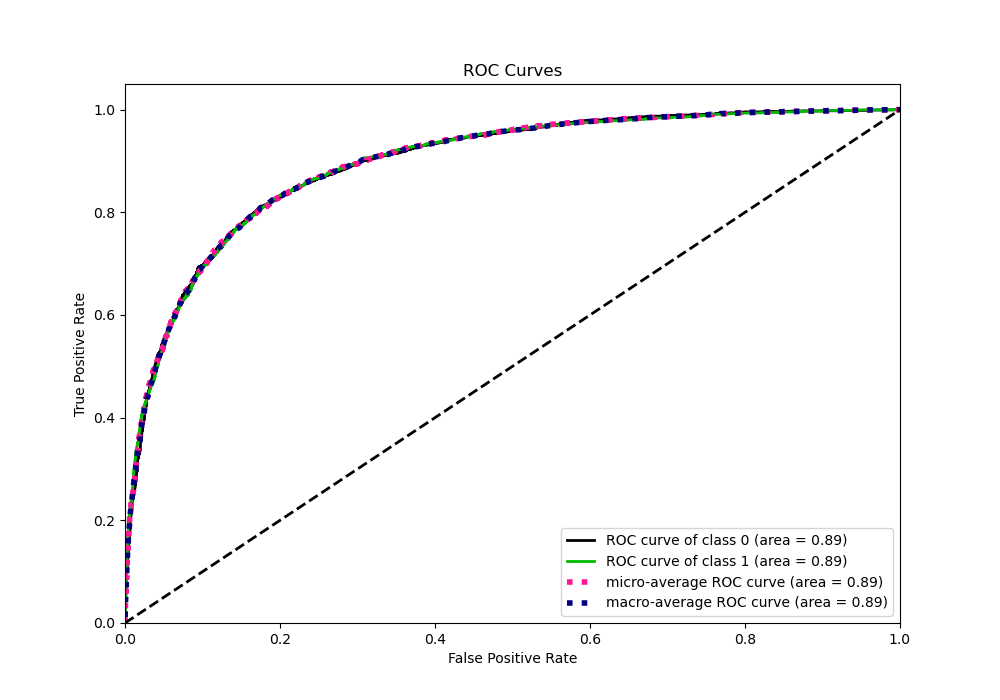 ROC Curves
1.0
0.8
0.6
0.4
0.2
0.0
True Positive Rate
ROC curve of class 0 (area = 0.89)
ROC curve of class 1 (area = 0.89)
micro-average ROC curve (area = 0.89)
macro-average ROC curve (area = 0.89)
0.0 0.2 0.4 0.6 0.8 1.0
False Positive Rate